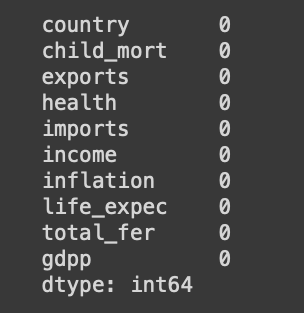 country 0
child_mort 0
exports 0
health 0
imports 0
income 0
inflation 0
life_expec 0
total_fer 0
gdpp 0
dtype: int64